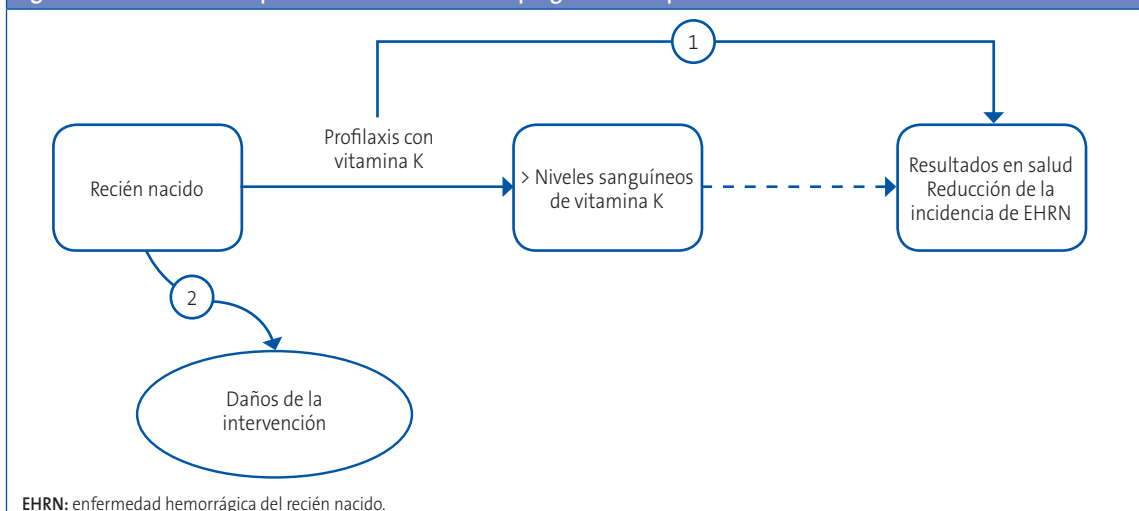 1
Profilaxis con
vitamina K
Recién nacido
> Niveles sanguíneos
de vitamina K
Resultados en salud
Reducción de la
incidencia de EHRN
2
Daños de la
intervención
EHRN: enfermedad hemorrágica del recién nacido.